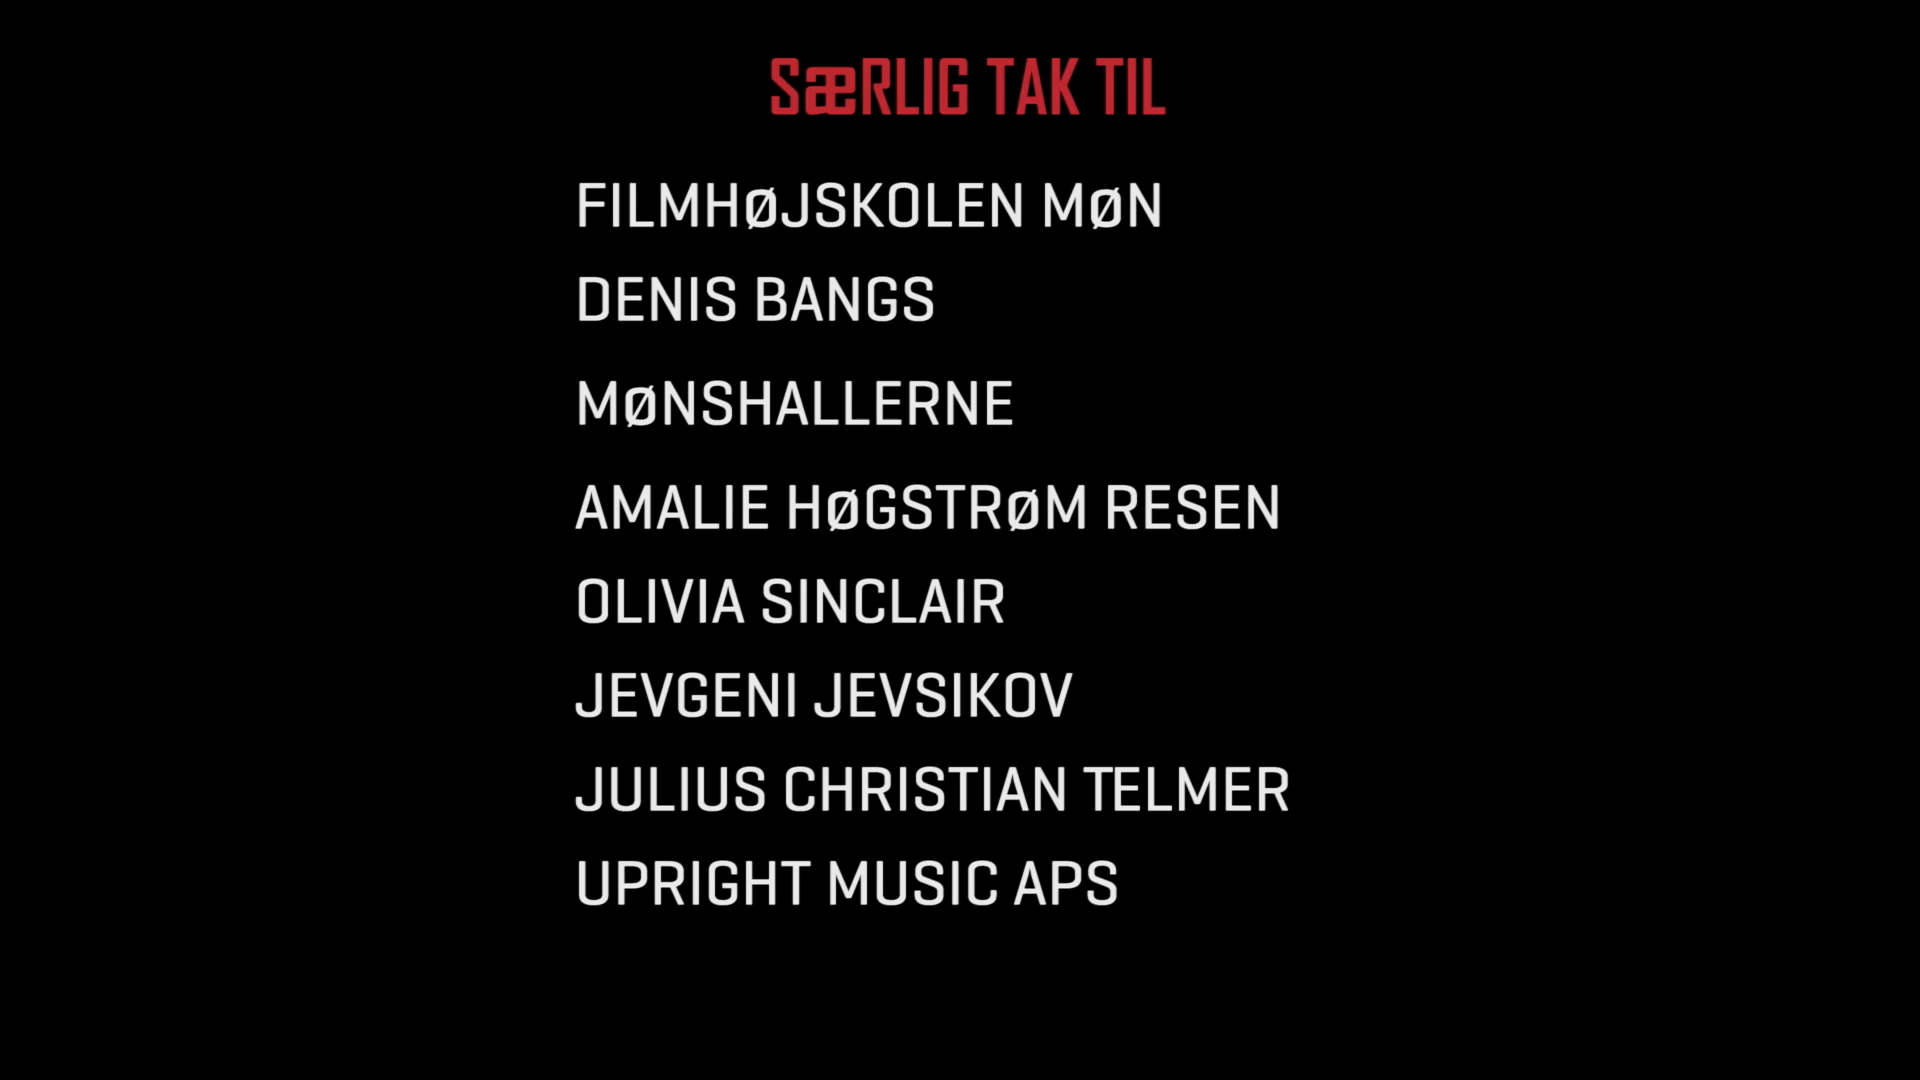 SæRLIG TAK TIL
FILMHøJSKOLEN MøN
DENIS BANGS
MøNSHALLERNE
AMALIE HøGSTRøM RESEN
OLIVIA SINCLAIR
JEVGENI JEVSIKOV
JULIUS CHRISTIAN TELMER
UPRIGHT MUSIC APS